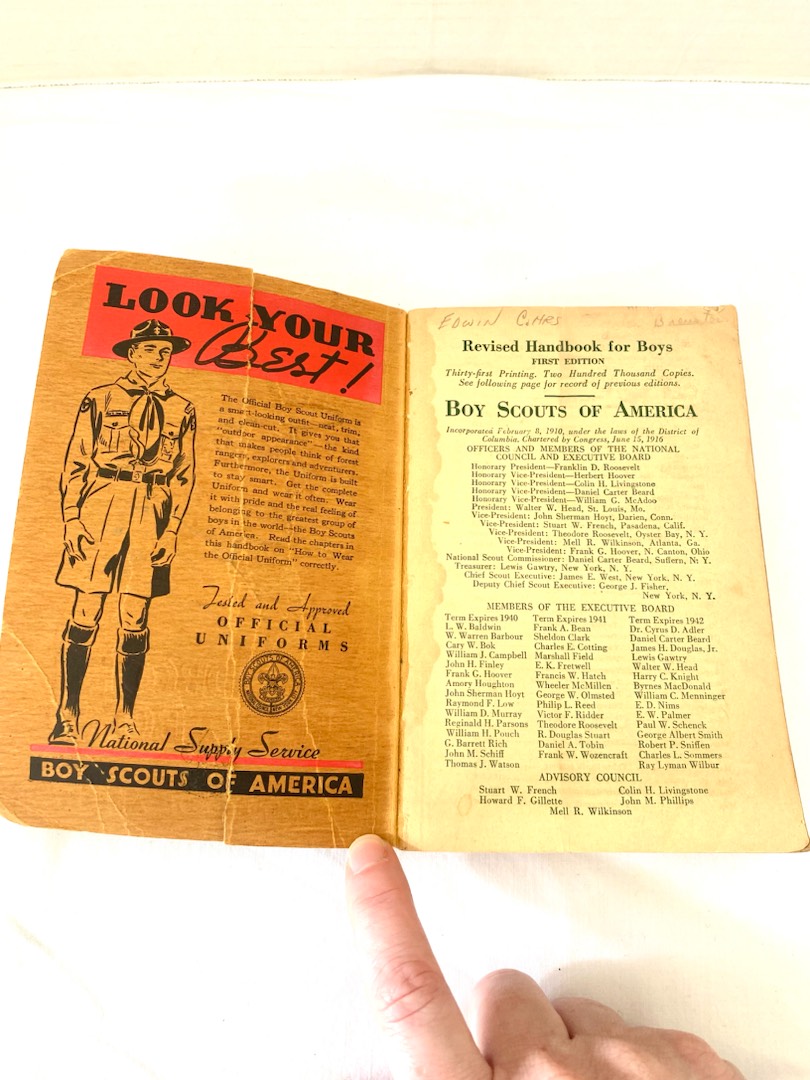 LOOK YOUR
Best!
The Official Boy Scout Uniform is
a smart-looking outfit—neat, trim,
and clean-cut. It gives you that
"outdoor appearance"—the kind
that makes people think of forest
rangers, explorers and adventurers.
Furthermore, the Uniform is built
to stay smart. Get the complete
Uniform and wear it often. Wear
it with pride and the real feeling of
belonging to the greatest group of
boys in the world—the Boy Scouts
of America. Read the chapters in
this handbook on "How to Wear
the Official Uniform" correctly.
Tested and Approved
OFFICIAL
UNIFORMS
BOY SCOUTS OF AMERICA
National Supply Service
BOY SCOUTS OF AMERICA
EDWIN
Revised Handbook for Boys
FIRST EDITION
Thirty-first Printing. Two Hundred Thousand Copies.
See following page for record of previous editions.
BOY SCOUTS OF AMERICA
Incorporated February 8, 1910, under the laws of the District of
Columbia, Chartered by Congress, June 15, 1916
OFFICERS AND MEMBERS OF THE NATIONAL
COUNCIL AND EXECUTIVE BOARD
Honorary President—Franklin D. Roosevelt
Honorary Vice-President—Herbert Hoover
Honorary Vice-President—Colin H. Livingstone
Honorary Vice-President—Daniel Carter Beard
Honorary Vice-President—William G. McAdoo
President: Walter W. Head, St. Louis, Mo.
Vice-President: John Sherman Hoyt, Darien, Conn.
Vice-President: Stuart W. French, Pasadena, Calif.
Vice-President: Theodore Roosevelt, Oyster Bay, N. Y.
Vice-President: Mell R. Wilkinson, Atlanta, Ga.
Vice-President: Frank G. Hoover, N. Canton, Ohio
National Scout Commissioner: Daniel Carter Beard, Suffern, N. Y.
Treasurer: Lewis Gawtry, New York, N. Y.
Chief Scout Executive: James E. West, New York, N. Y.
Deputy Chief Scout Executive: George J. Fisher,
New York, N. Y.
MEMBERS OF THE EXECUTIVE BOARD
Term Expires 1940
L. W. Baldwin
W. Warren Barbour
Cary W. Bok
William J. Campbell
John H. Finley
Frank G. Hoover
Amory Houghton
John Sherman Hoyt
Raymond F. Low
William D. Murray
Reginald H. Parsons
William H. Pouch
G. Barrett Rich
John M. Schiff
Thomas J. Watson
Term Expires 1941
Frank A. Bean
Sheldon Clark
Charles E. Cotting
Marshall Field
E. K. Fretwell
Francis W. Hatch
Wheeler McMillen
George W. Olmsted
Philip L. Reed
Victor F. Ridder
Theodore Roosevelt
R. Douglas Stuart
Daniel A. Tobin
Frank W. Wozencraft
Term Expires 1942
Dr. Cyrus D. Adler
Daniel Carter Beard
James H. Douglas, Jr.
Lewis Gawtry
Walter W. Head
Harry C. Knight
Byrnes MacDonald
William C. Menninger
E. D. Nims
E. W. Palmer
Paul W. Schenck
George Albert Smith
Robert P. Sniffen
Charles L. Sommers
Ray Lyman Wilbur
ADVISORY COUNCIL
Stuart W. French Colin H. Livingstone
Howard F. Gillette John M. Phillips
Mell R. Wilkinson